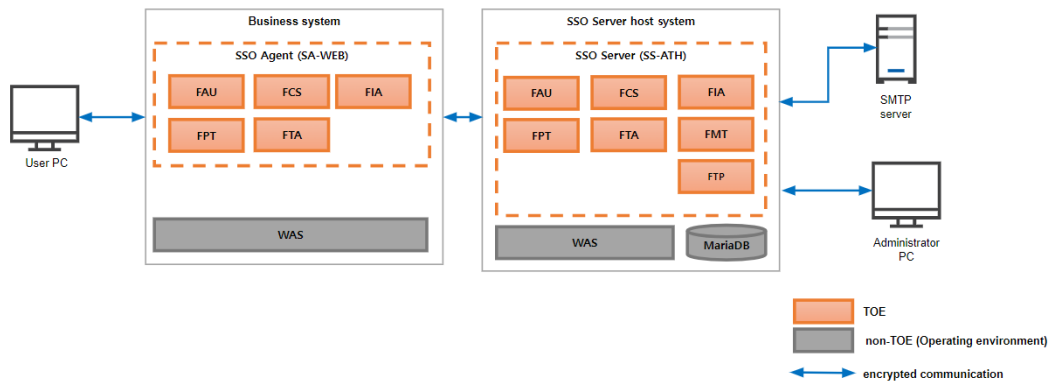 Business system
SSO Server host system
SSO Agent (SA-WEB)
FAU FCS FIA
FPT FTA
WAS
SSO Server (SS-ATH)
FAU FCS FIA
FPT FTA FMT
FTP
WAS
MariaDB
User PC
SMTP
server
Administrator
PC
TOE
non-TOE (Operating environment)
encrypted communication